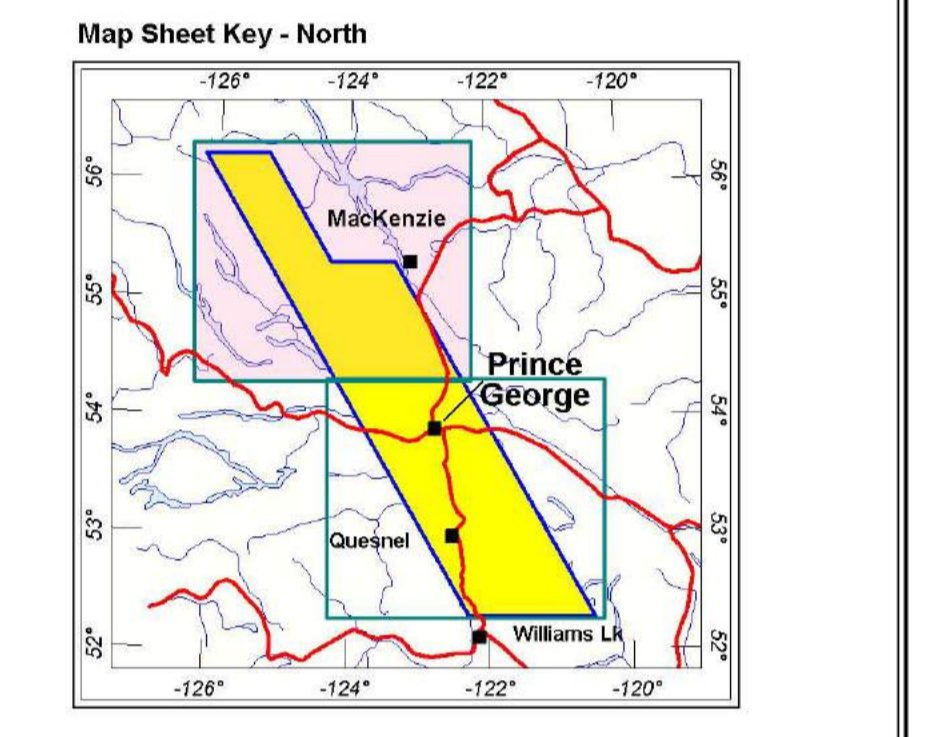 Map Sheet Key - North
-126° -124° -122° -120°
56° 56°
MacKenzie
55° 55°
Prince
George
54° 54°
53° 53°
Quesnel
Williams Lk
52° 52°
-126° -124° -122° -120°